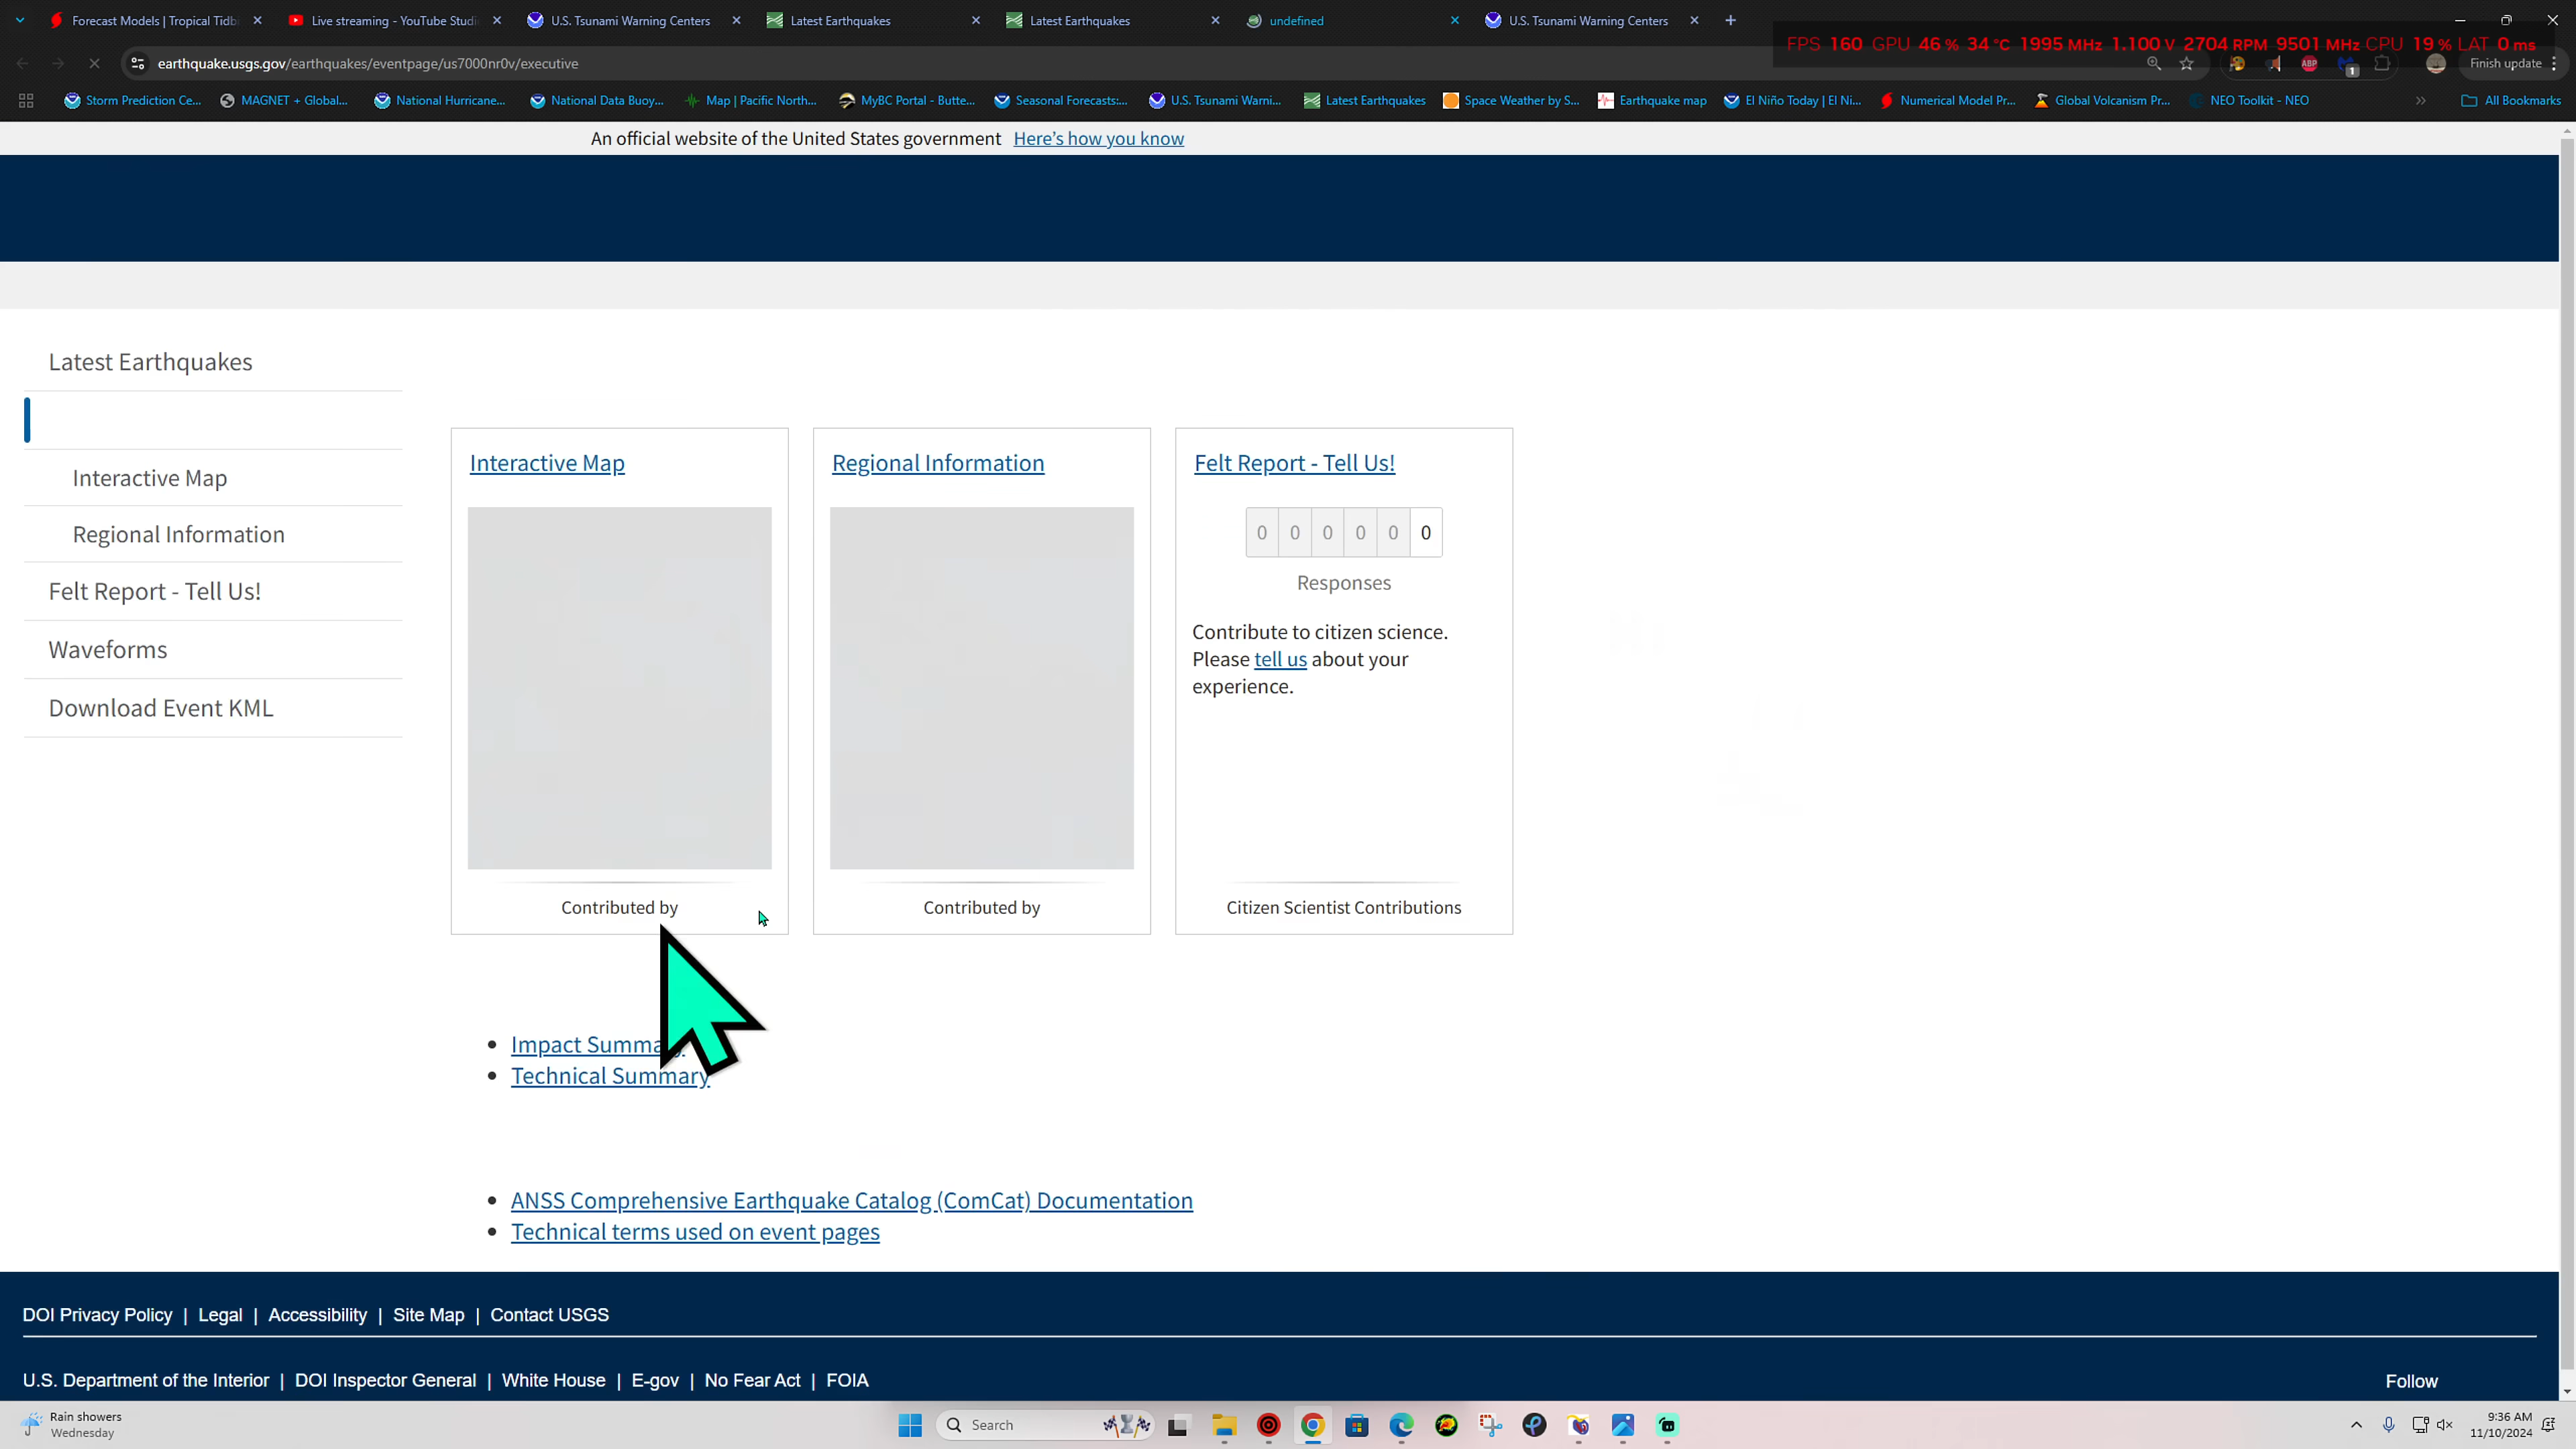 Forecast Models | Tropical Tidb
Live streaming - YouTube Studi
U.S. Tsunami Warning Centers
Latest Earthquakes
Latest Earthquakes
undefined
U.S. Tsunami Warning Centers
FPS 160 GPU 46 % 34 °C 1995 MHz 1.100 V 2704 RPM 9501 MHz CPU 19 % LAT 0 ms
earthquake.usgs.gov/earthquakes/eventpage/us7000nr0v/executive
ABP
1
Finish update
Storm Prediction Ce...
MAGNET + Global...
National Hurricane...
National Data Buoy...
Map | Pacific North...
MyBC Portal - Butte...
Seasonal Forecasts:...
U.S. Tsunami Warni...
Latest Earthquakes
Space Weather by S...
Earthquake map
El Niño Today | El Ni...
Numerical Model Pr...
Global Volcanism Pr...
NEO Toolkit - NEO
All Bookmarks
An official website of the United States government Here’s how you know
Latest Earthquakes
Interactive Map
Regional Information
Felt Report - Tell Us!
Waveforms
Download Event KML
Interactive Map
Contributed by
Regional Information
Contributed by
Felt Report - Tell Us!
0 0 0 0 0 0
Responses
Contribute to citizen science.
Please tell us about your
experience.
Citizen Scientist Contributions
Impact Summary
Technical Summary
ANSS Comprehensive Earthquake Catalog (ComCat) Documentation
Technical terms used on event pages
DOI Privacy Policy | Legal | Accessibility | Site Map | Contact USGS
U.S. Department of the Interior | DOI Inspector General | White House | E-gov | No Fear Act | FOIA
Follow
Rain showers
Wednesday
Search
9:36 AM
11/10/2024